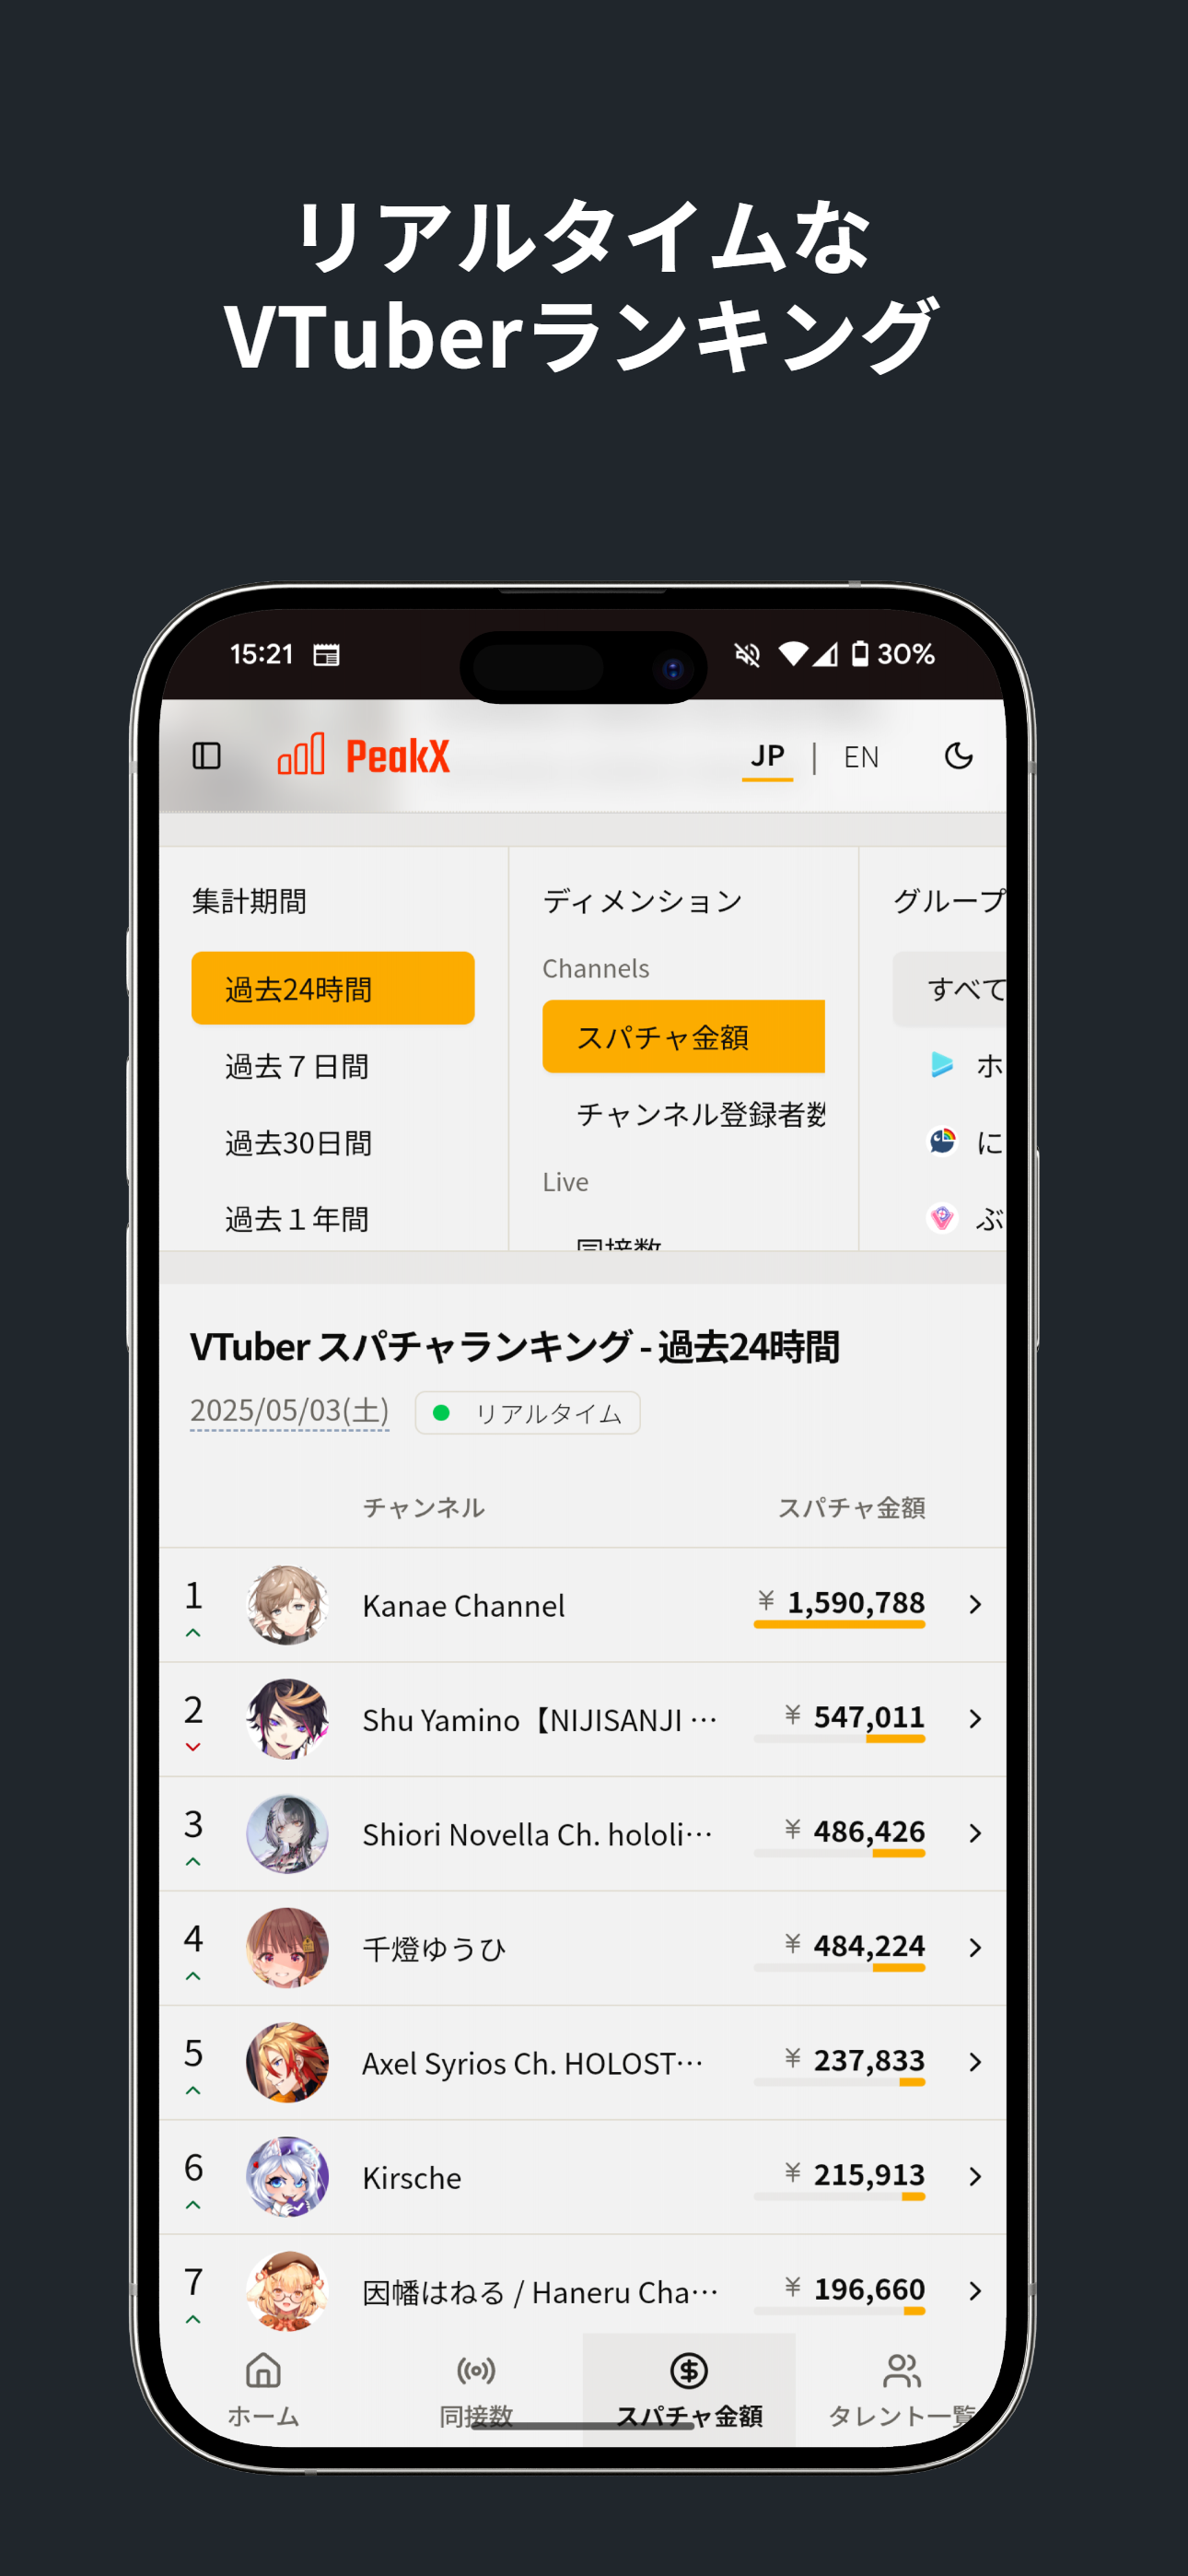 リアルタイムな
VTuberランキング
15:21
30%
PeakX
JP | EN
集計期間
過去24時間
過去７日間
過去30日間
過去１年間
ディメンション
Channels
スパチャ金額
チャンネル登録者数
Live
同接数
グループ
すべて
ホ
に
ぶ
VTuber スパチャランキング - 過去24時間
2025/05/03(土)
リアルタイム
チャンネル スパチャ金額
1 Kanae Channel ¥ 1,590,788
2 Shu Yamino【NIJISANJI ··· ¥ 547,011
3 Shiori Novella Ch. hololi··· ¥ 486,426
4 千燈ゆうひ ¥ 484,224
5 Axel Syrios Ch. HOLOST··· ¥ 237,833
6 Kirsche ¥ 215,913
7 因幡はねる / Haneru Cha··· ¥ 196,660
ホーム 同接数 スパチャ金額 タレント一覧